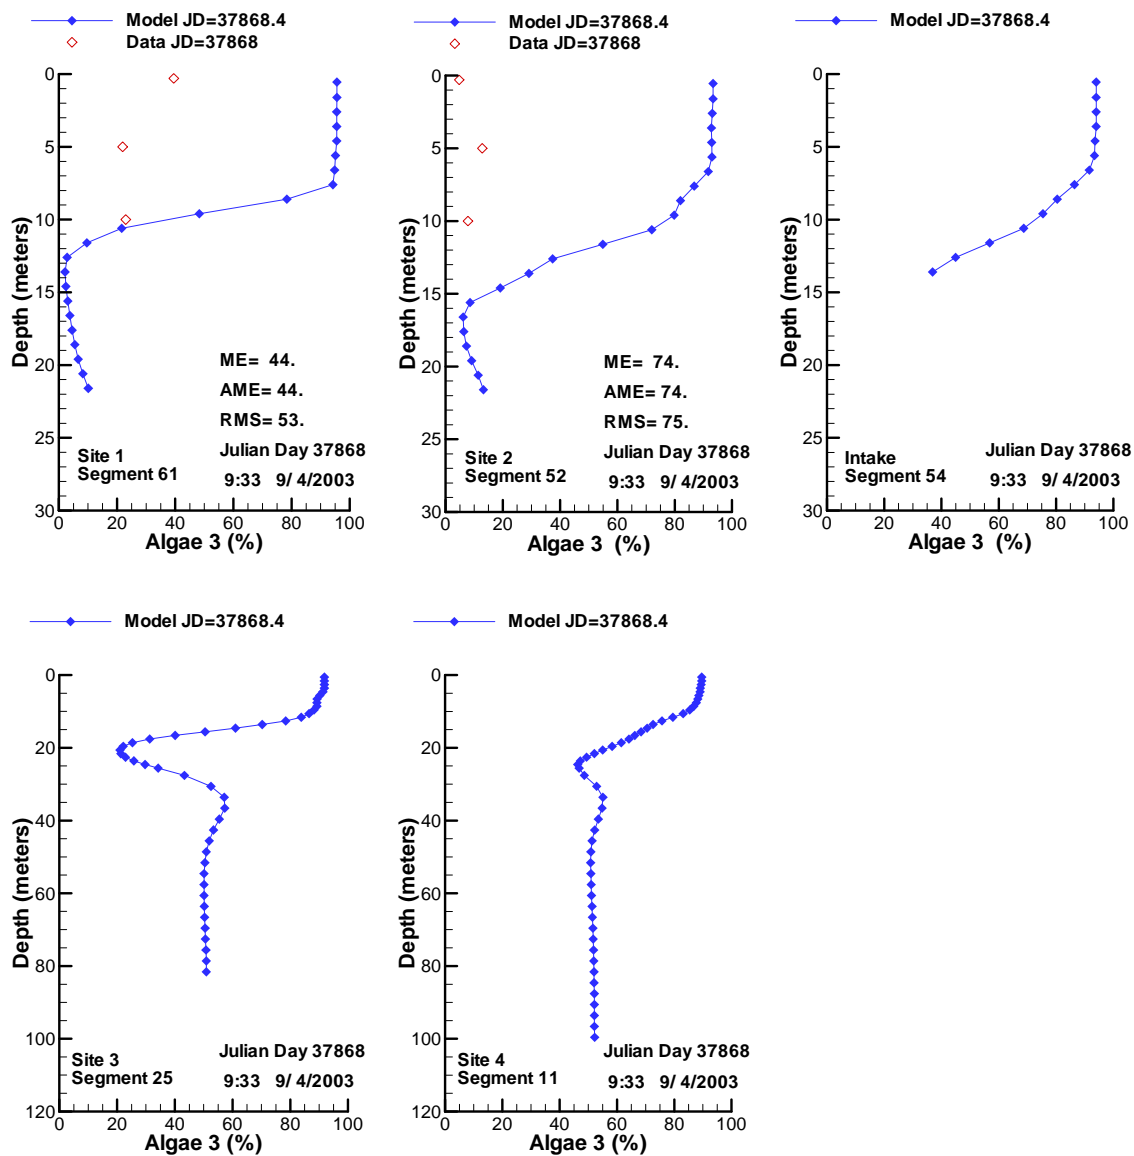 Model JD=37868.4
Data JD=37868
0
5
10
15
20
25
30
Depth (meters)
ME= 44.
AME= 44.
RMS= 53.
Site 1
Segment 61
Julian Day 37868
9:33 9/ 4/2003
0 20 40 60 80 100
Algae 3 (%)
Model JD=37868.4
Data JD=37868
0
5
10
15
20
25
30
Depth (meters)
ME= 74.
AME= 74.
RMS= 75.
Site 2
Segment 52
Julian Day 37868
9:33 9/ 4/2003
0 20 40 60 80 100
Algae 3 (%)
Model JD=37868.4
0
5
10
15
20
25
30
Depth (meters)
Intake
Segment 54
Julian Day 37868
9:33 9/ 4/2003
0 20 40 60 80 100
Algae 3 (%)
Model JD=37868.4
0
20
40
60
80
100
120
Depth (meters)
Site 3
Segment 25
Julian Day 37868
9:33 9/ 4/2003
0 20 40 60 80 100
Algae 3 (%)
Model JD=37868.4
0
20
40
60
80
100
120
Depth (meters)
Site 4
Segment 11
Julian Day 37868
9:33 9/ 4/2003
0 20 40 60 80 100
Algae 3 (%)